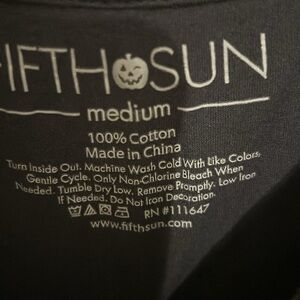 FIFTH SUN
medium
100% Cotton
Made in China
Turn Inside Out. Machine Wash Cold With Like Colors,
Gentle Cycle. Only Non-Chlorine Bleach When
Needed. Tumble Dry Low. Remove Promptly. Low Iron
If Needed. Do Not Iron Decoration.
RN #111647
www.fifthsun.com